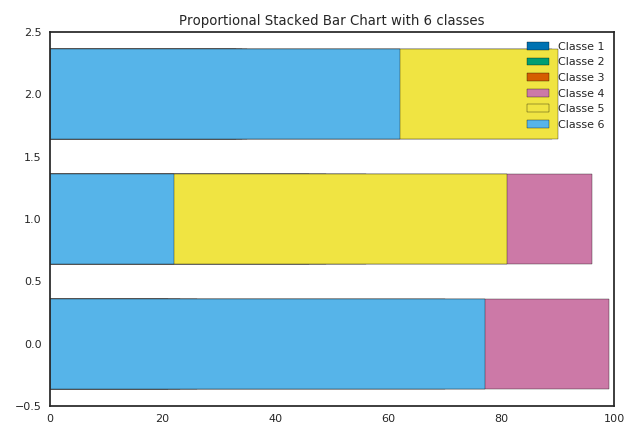 Proportional Stacked Bar Chart with 6 classes
2.5
2.0
1.5
1.0
0.5
0.0
−0.5
0 20 40 60 80 100
Classe 1
Classe 2
Classe 3
Classe 4
Classe 5
Classe 6